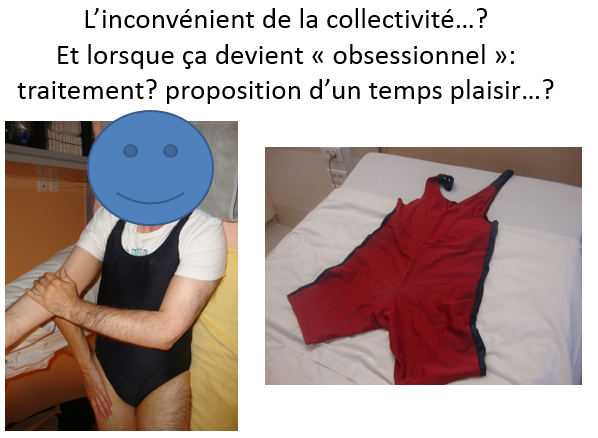 L’inconvénient de la collectivité…?
Et lorsque ça devient « obsessionnel »:
traitement? proposition d’un temps plaisir…?